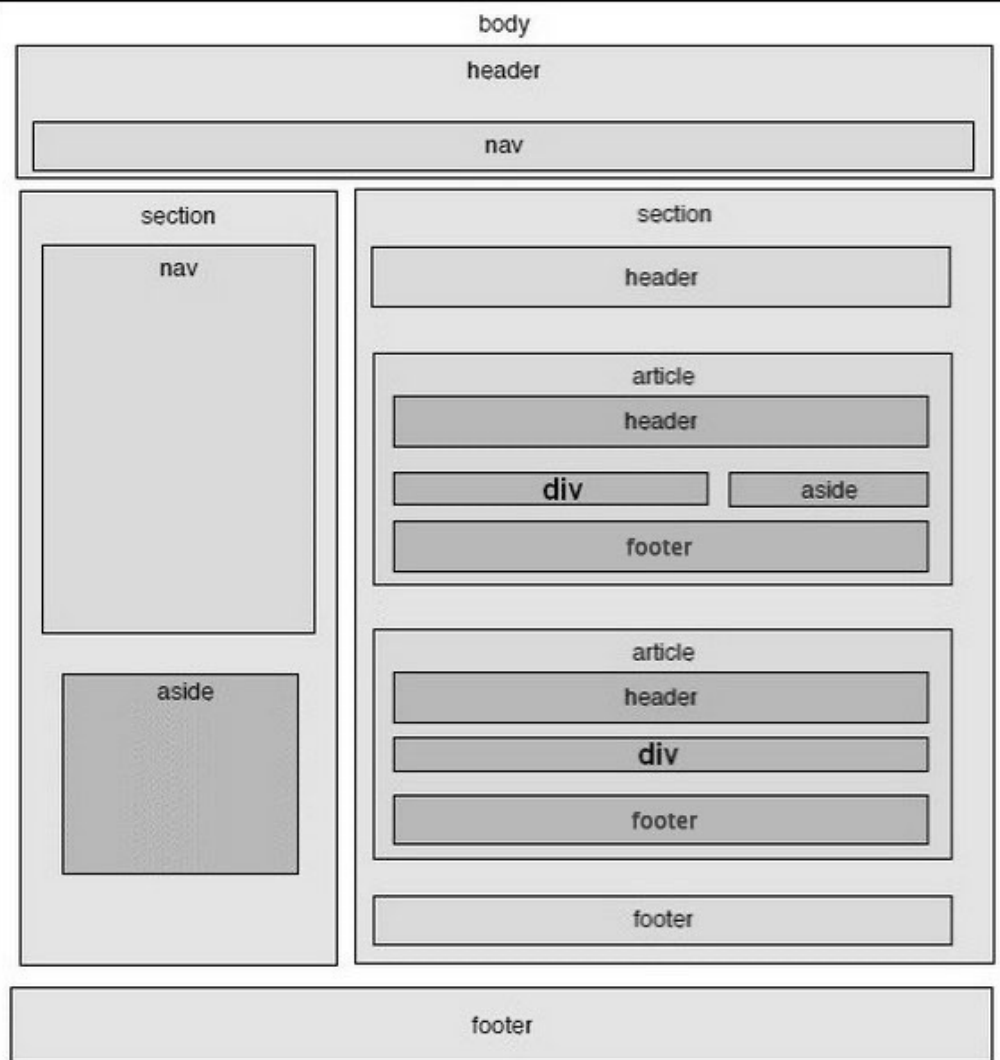 body
header
nav
section
nav
aside
section
header
article
header
div
aside
footer
article
header
div
footer
footer
footer